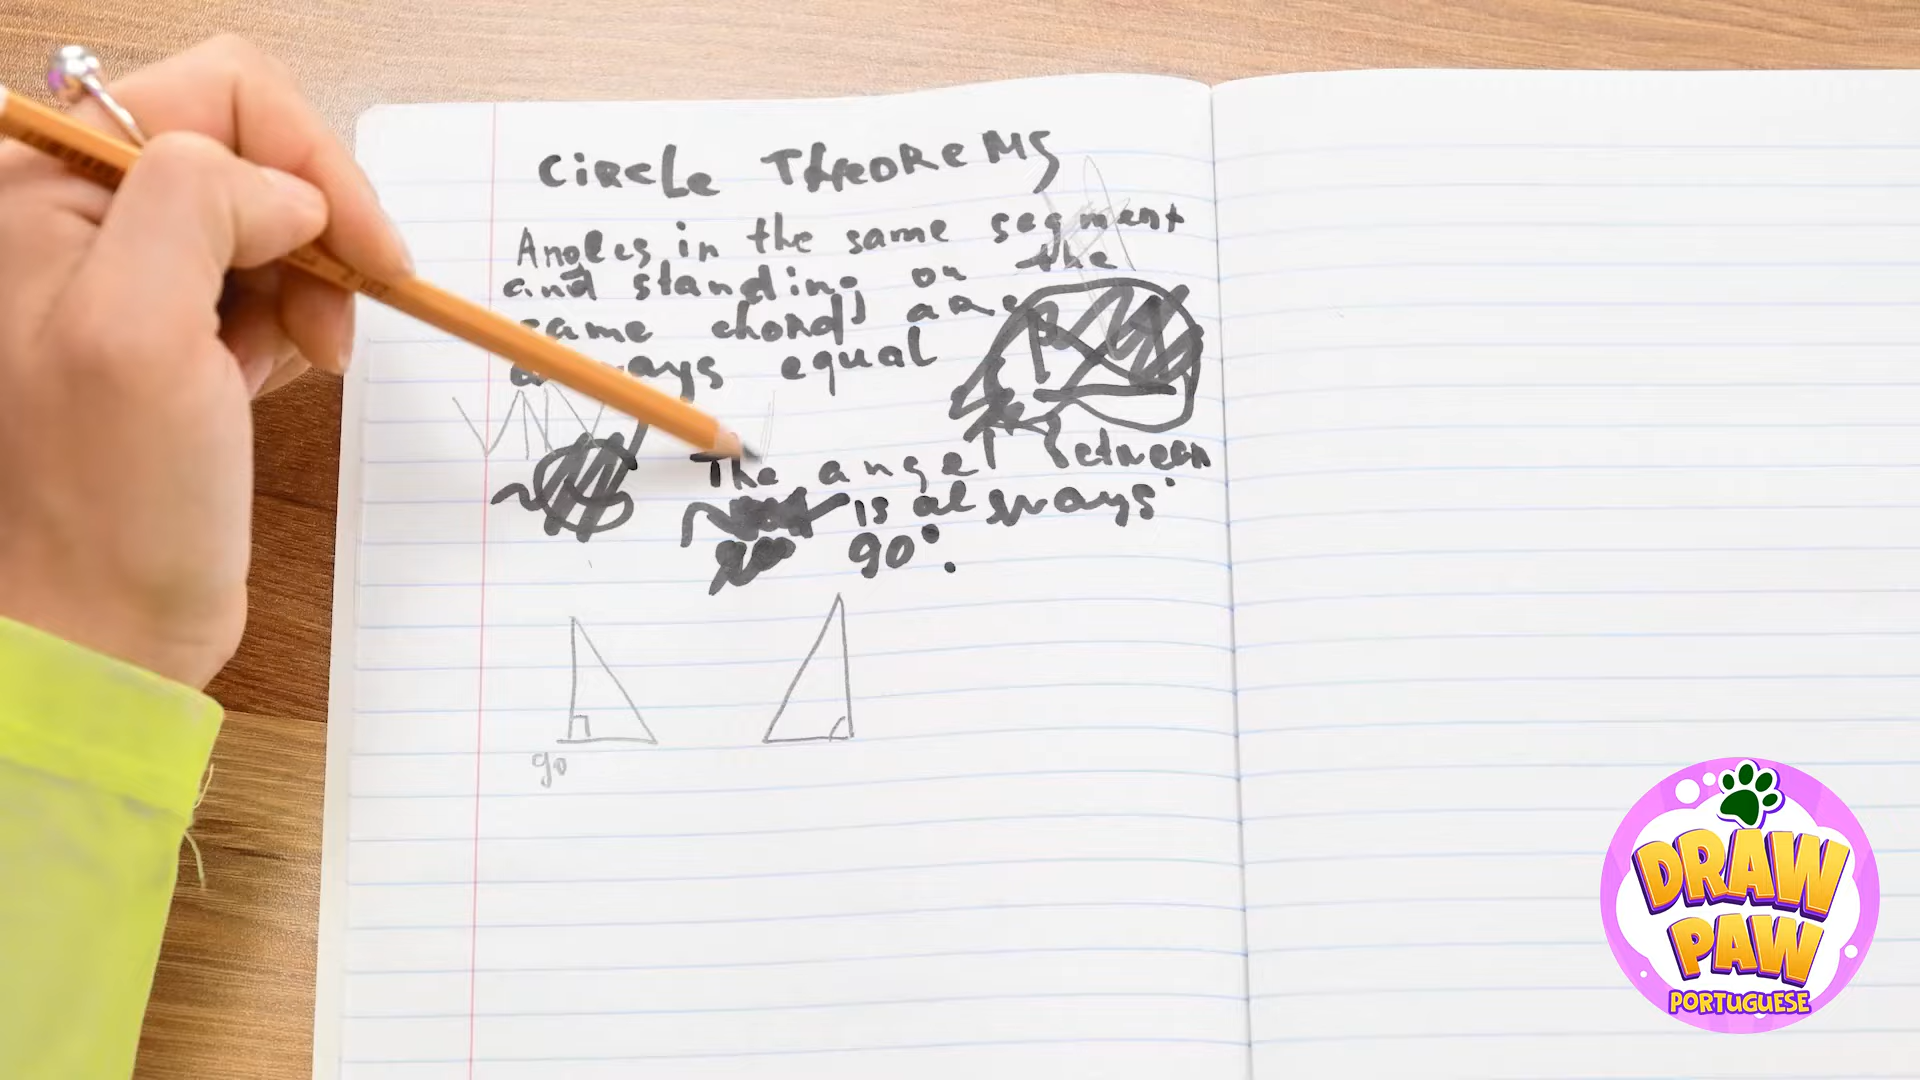 CiRcLe THeoReMS
Angles in the same segment
and standing on the
same chord are
always equal
The angel between
is always
90°.
90
DRAW
PAW
PORTUGUESE